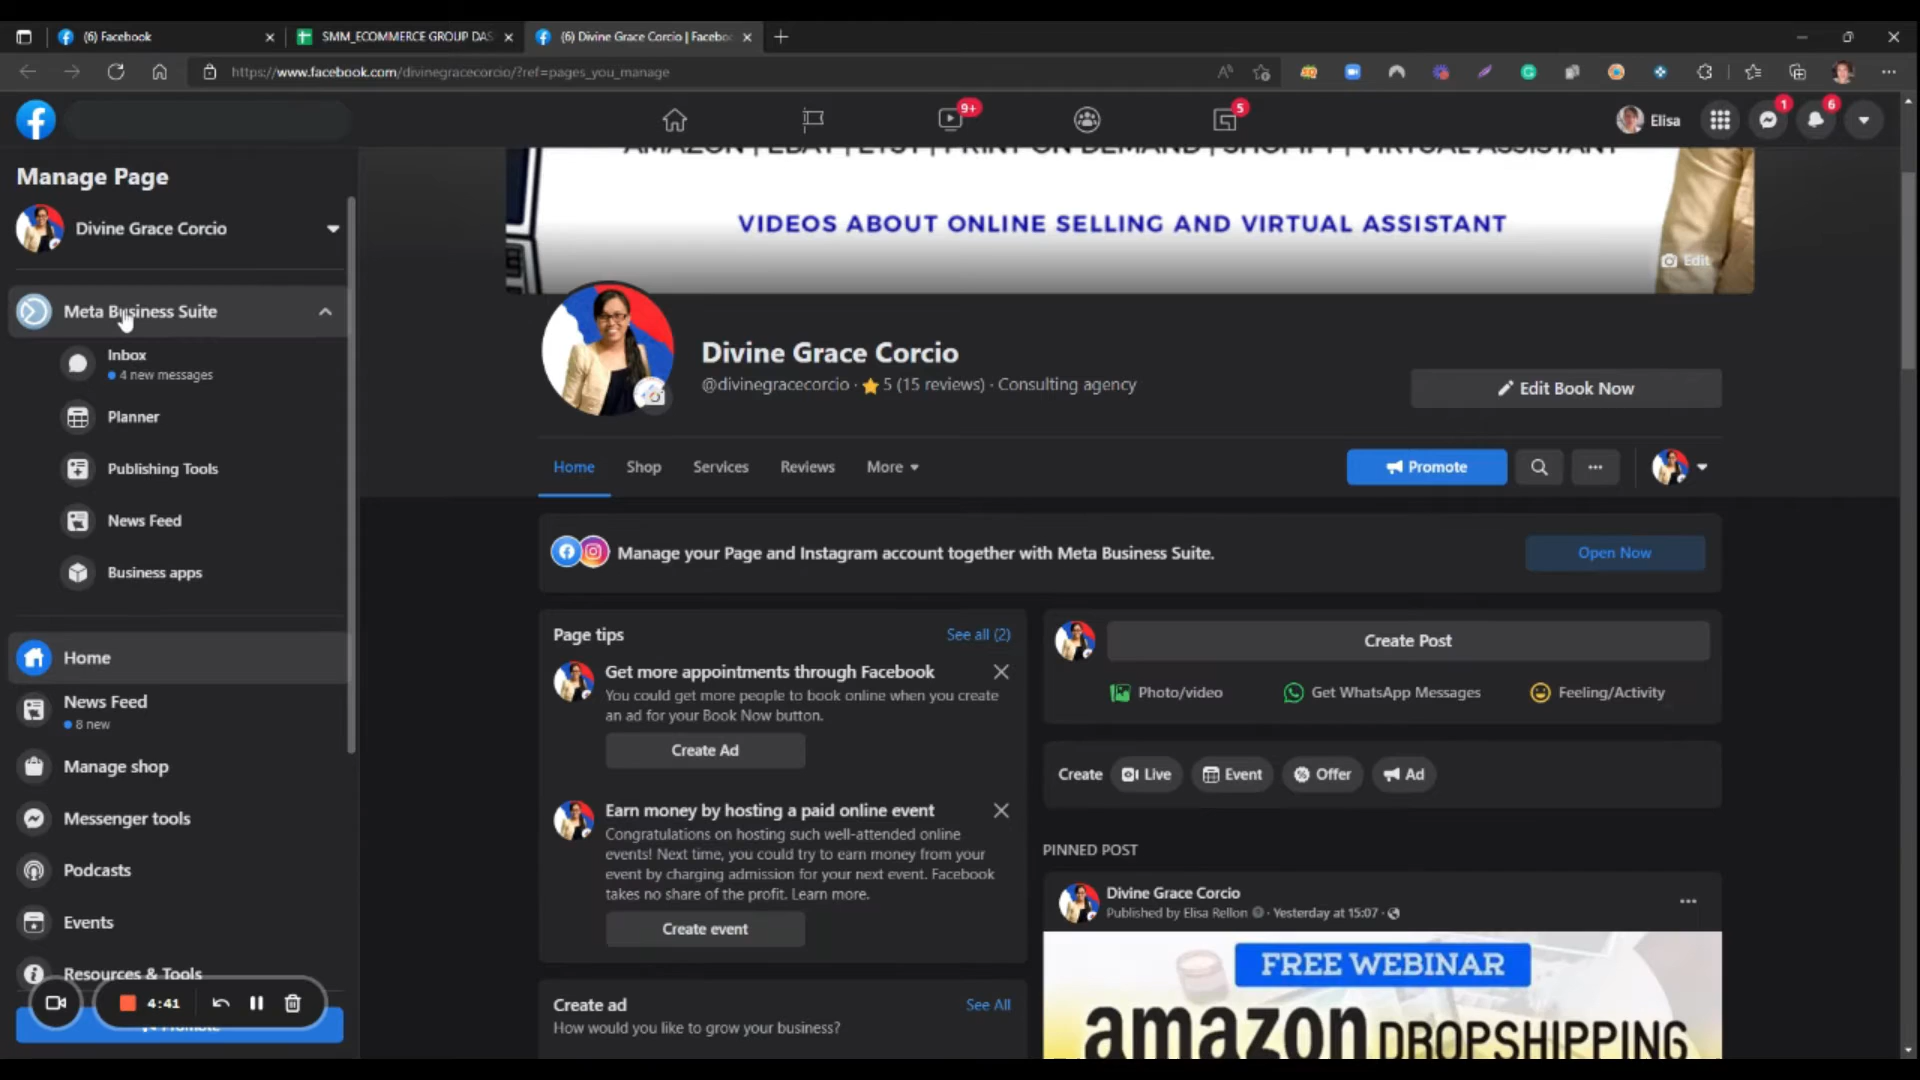 (6) Facebook
SMM_ECOMMERCE GROUP DAS
(6) Divine Grace Corcio | Facebo
https://www.facebook.com/divinegracecorcio/?ref=pages_you_manage
9+
5
Elisa
1
6
Manage Page
Divine Grace Corcio
Meta Business Suite
Inbox
4 new messages
Planner
Publishing Tools
News Feed
Business apps
Home
News Feed
8 new
Manage shop
Messenger tools
Podcasts
Events
Resources & Tools
4:41
Promote
AMAZON | EBAY | ETSY | PRINT ON DEMAND | SHOPIFY | VIRTUAL ASSISTANT
VIDEOS ABOUT ONLINE SELLING AND VIRTUAL ASSISTANT
Edit
Divine Grace Corcio
@divinegracecorcio · 5 (15 reviews) · Consulting agency
Edit Book Now
Home Shop Services Reviews More
Promote
Manage your Page and Instagram account together with Meta Business Suite.
Open Now
Page tips
See all (2)
Get more appointments through Facebook
You could get more people to book online when you create
an ad for your Book Now button.
Create Ad
Earn money by hosting a paid online event
Congratulations on hosting such well-attended online
events! Next time, you could try to earn money from your
event by charging admission for your next event. Facebook
takes no share of the profit. Learn more.
Create event
Create ad
See All
How would you like to grow your business?
Create Post
Photo/video
Get WhatsApp Messages
Feeling/Activity
Create Live Event Offer Ad
PINNED POST
Divine Grace Corcio
Published by Elisa Rellon · Yesterday at 15:07 ·
FREE WEBINAR
amazon DROPSHIPPING